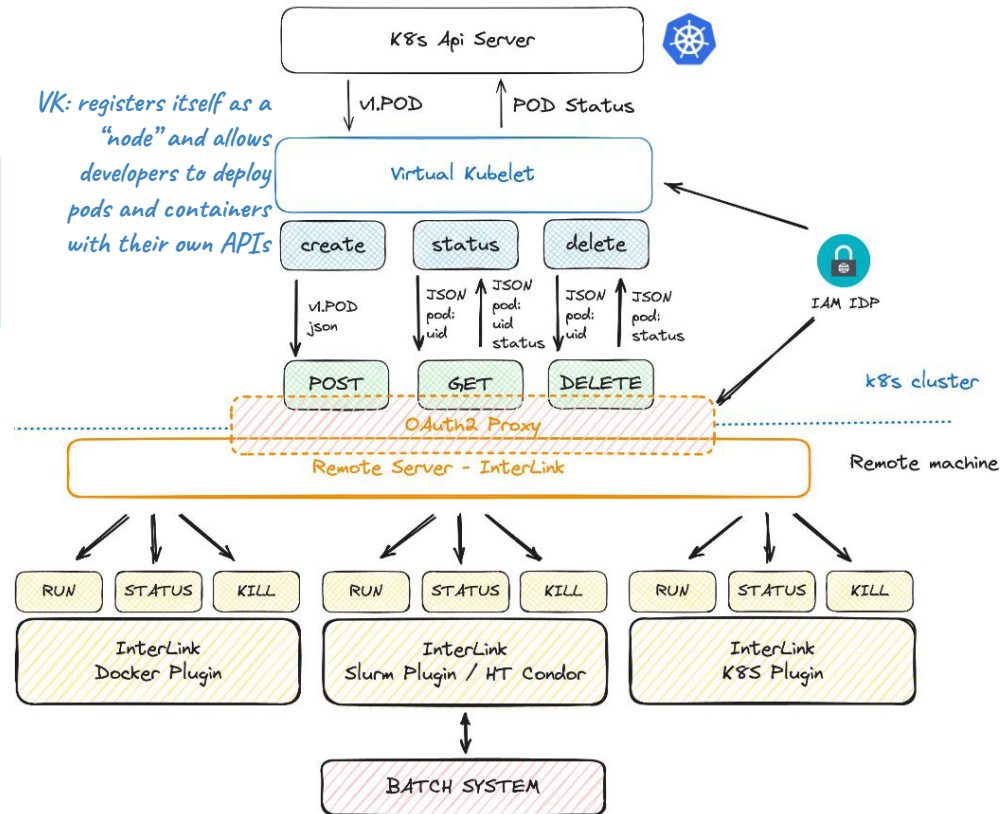 K8s Api Server
v1.POD
POD Status
VK: registers itself as a
"node" and allows
developers to deploy
pods and containers
with their own APIs
Virtual Kubelet
create
status
delete
v1.POD
json
JSON
pod:
uid
JSON
pod:
uid
status
JSON
pod:
uid
JSON
pod:
status
IAM IDP
POST
GET
DELETE
k8s cluster
OAuth2 Proxy
Remote Server - InterLink
Remote machine
RUN
STATUS
KILL
RUN
STATUS
KILL
RUN
STATUS
KILL
InterLink
Docker Plugin
InterLink
Slurm Plugin / HT Condor
InterLink
K8S Plugin
BATCH SYSTEM